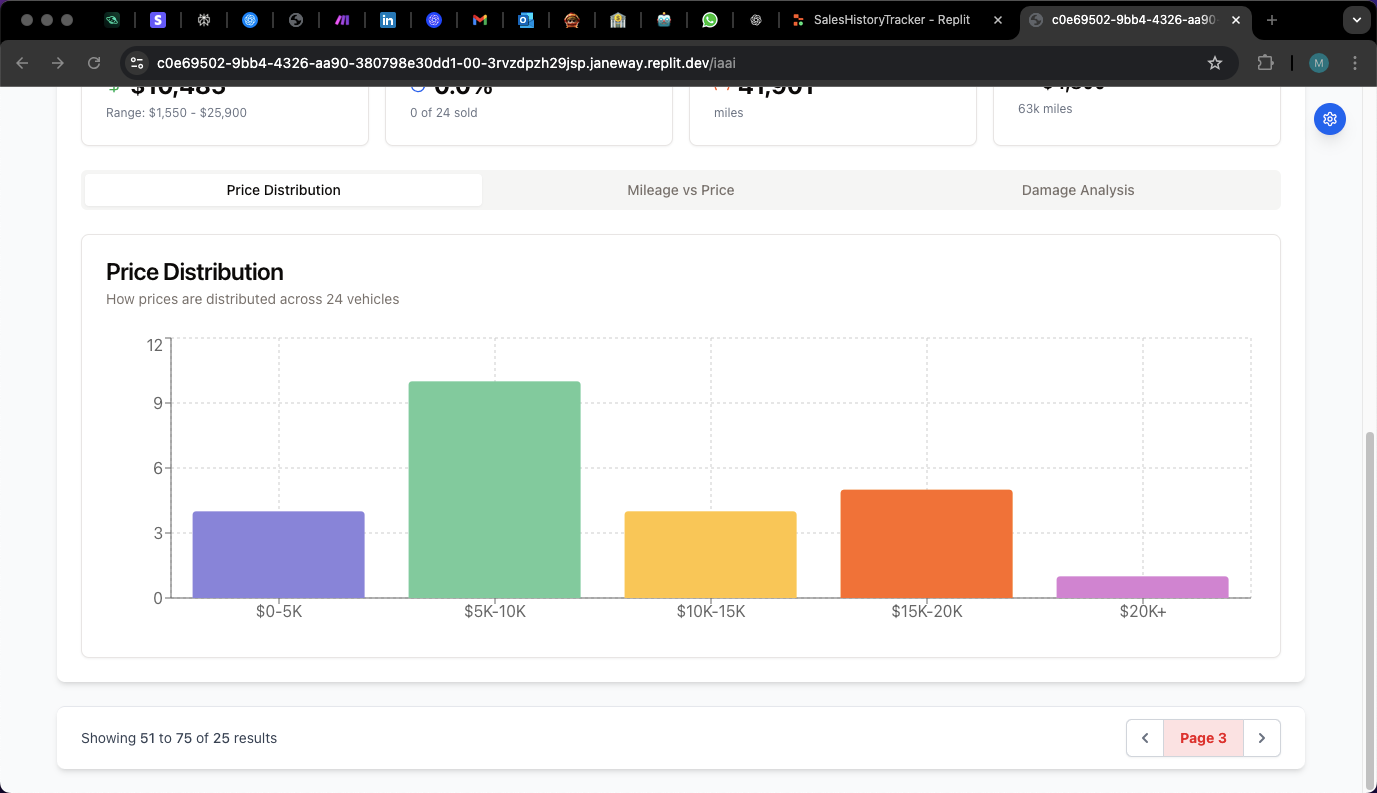 SalesHistoryTracker - Replit
c0e69502-9bb4-4326-aa90
c0e69502-9bb4-4326-aa90-380798e30dd1-00-3rvzdpzh29jsp.janeway.replit.dev/iaai
M
$10,485
0.0%
41,901
Range: $1,550 - $25,900
0 of 24 sold
miles
63k miles
Price Distribution
Mileage vs Price
Damage Analysis
Price Distribution
How prices are distributed across 24 vehicles
12
9
6
3
0
$0-5K
$5K-10K
$10K-15K
$15K-20K
$20K+
Showing 51 to 75 of 25 results
Page 3